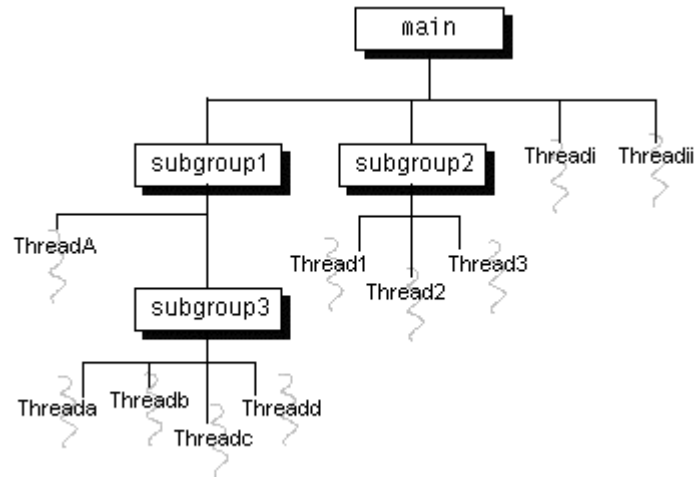 main
subgroup1
subgroup2
Threadi
Threadii
ThreadA
Thread1
Thread2
Thread3
subgroup3
Threada
Threadb
Threadc
Threadd